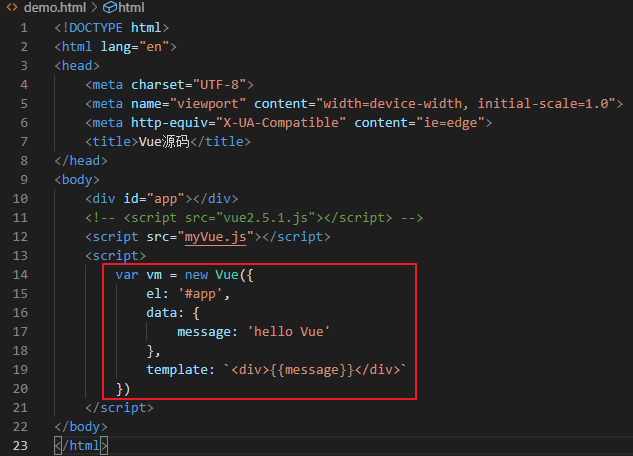 demo.html > html
1 <!DOCTYPE html>
2 <html lang="en">
3 <head>
4     <meta charset="UTF-8">
5     <meta name="viewport" content="width=device-width, initial-scale=1.0">
6     <meta http-equiv="X-UA-Compatible" content="ie=edge">
7     <title>Vue源码</title>
8 </head>
9 <body>
10     <div id="app"></div>
11     <!-- <script src="vue2.5.1.js"></script> -->
12     <script src="myVue.js"></script>
13     <script>
14         var vm = new Vue({
15             el: '#app',
16             data: {
17                 message: 'hello Vue'
18             },
19             template: `<div>{{message}}</div>`
20         })
21     </script>
22 </body>
23 </html>